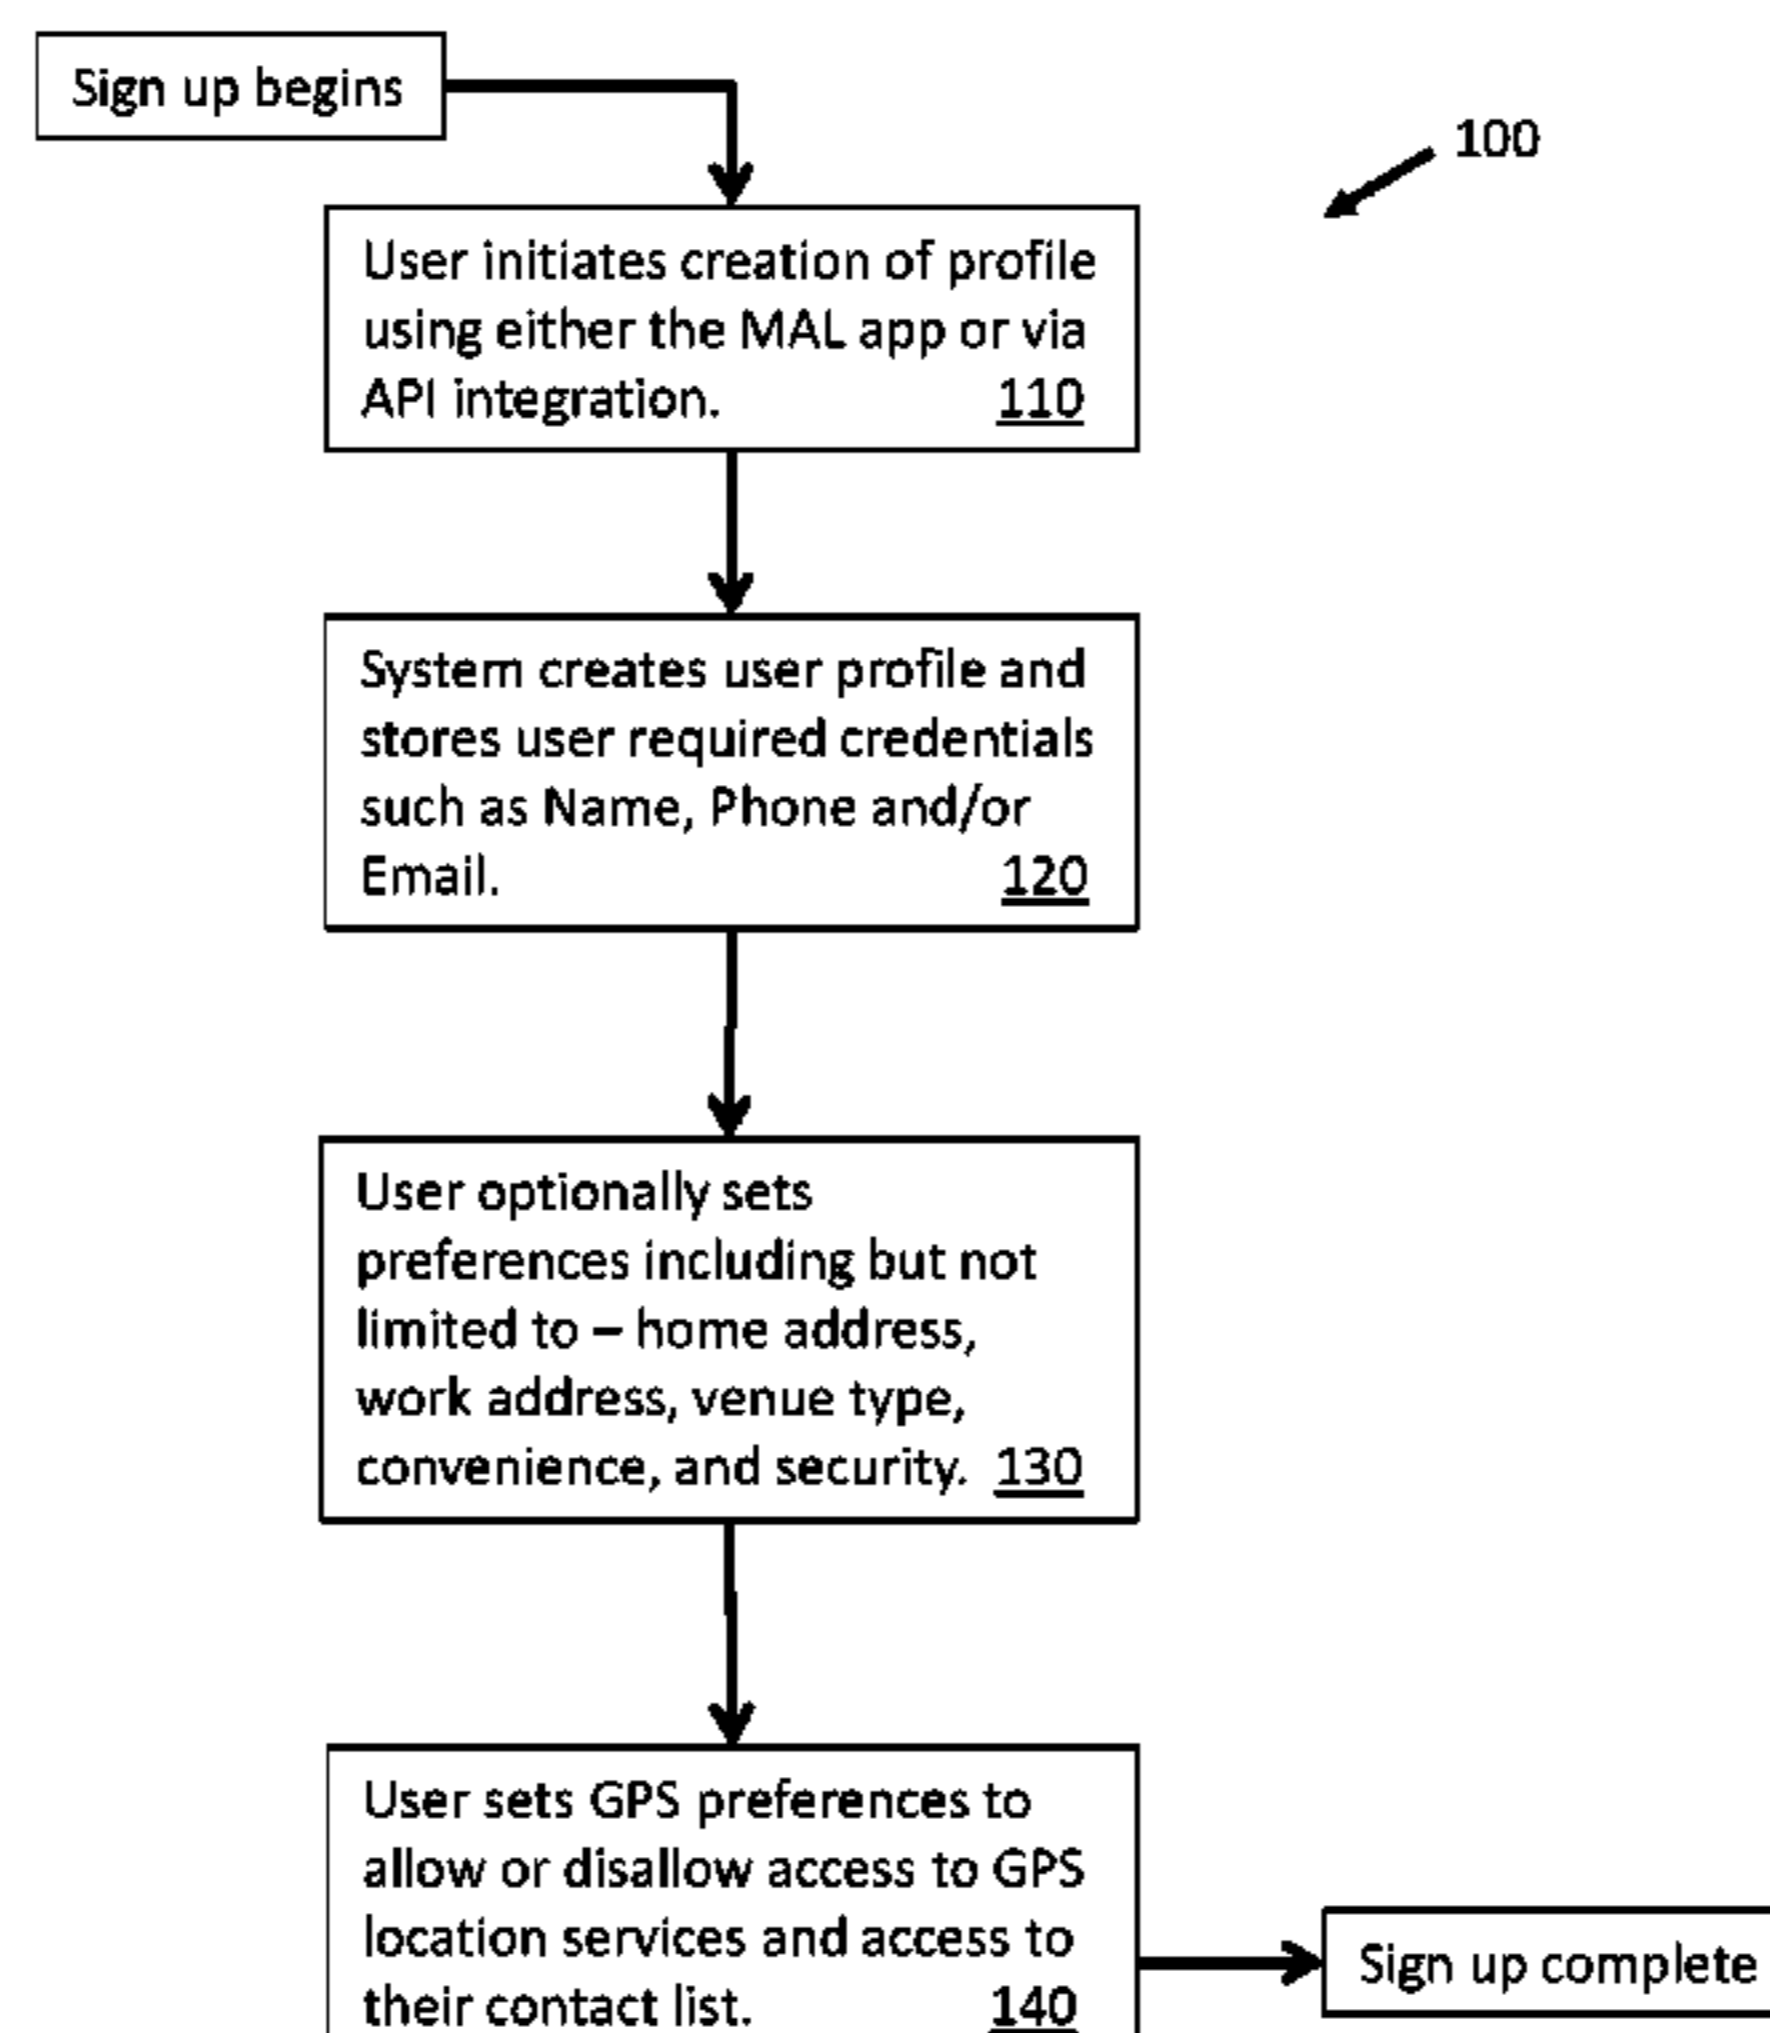 Sign up begins
100
User initiates creation of profile
using either the MAL app or via
API integration. 110
System creates user profile and
stores user required credentials
such as Name, Phone and/or
Email. 120
User optionally sets
preferences including but not
limited to – home address,
work address, venue type,
convenience, and security. 130
User sets GPS preferences to
allow or disallow access to GPS
location services and access to
their contact list. 140
Sign up complete